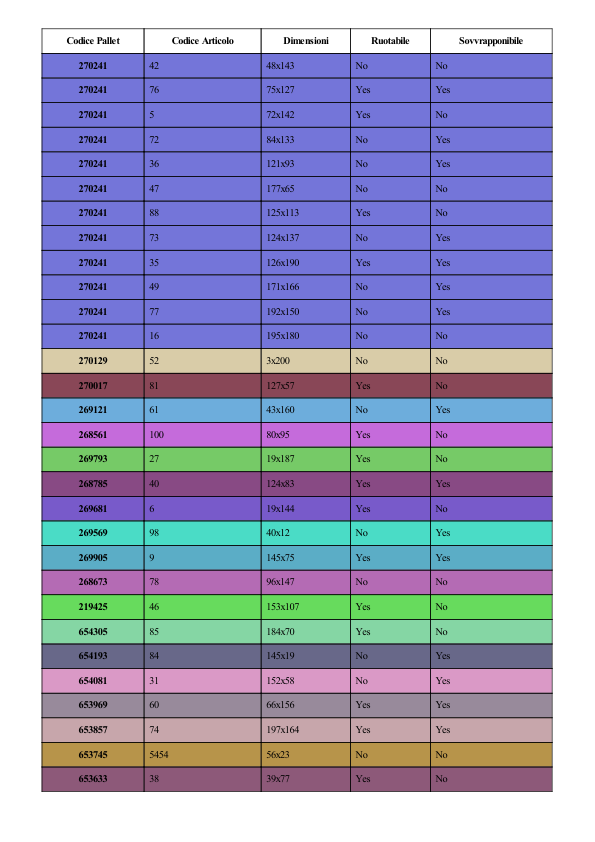 Codice Pallet Codice Articolo Dimensioni Ruotabile Sovvrapponibile
270241 42 48x143 No No
270241 76 75x127 Yes Yes
270241 5 72x142 Yes No
270241 72 84x133 No Yes
270241 36 121x93 No Yes
270241 47 177x65 No No
270241 88 125x113 Yes No
270241 73 124x137 No Yes
270241 35 126x190 Yes Yes
270241 49 171x166 No Yes
270241 77 192x150 No Yes
270241 16 195x180 No No
270129 52 3x200 No No
270017 81 127x57 Yes No
269121 61 43x160 No Yes
268561 100 80x95 Yes No
269793 27 19x187 Yes No
268785 40 124x83 Yes Yes
269681 6 19x144 Yes No
269569 98 40x12 No Yes
269905 9 145x75 Yes Yes
268673 78 96x147 No No
219425 46 153x107 Yes No
654305 85 184x70 Yes No
654193 84 145x19 No Yes
654081 31 152x58 No Yes
653969 60 66x156 Yes Yes
653857 74 197x164 Yes Yes
653745 5454 56x23 No No
653633 38 39x77 Yes No